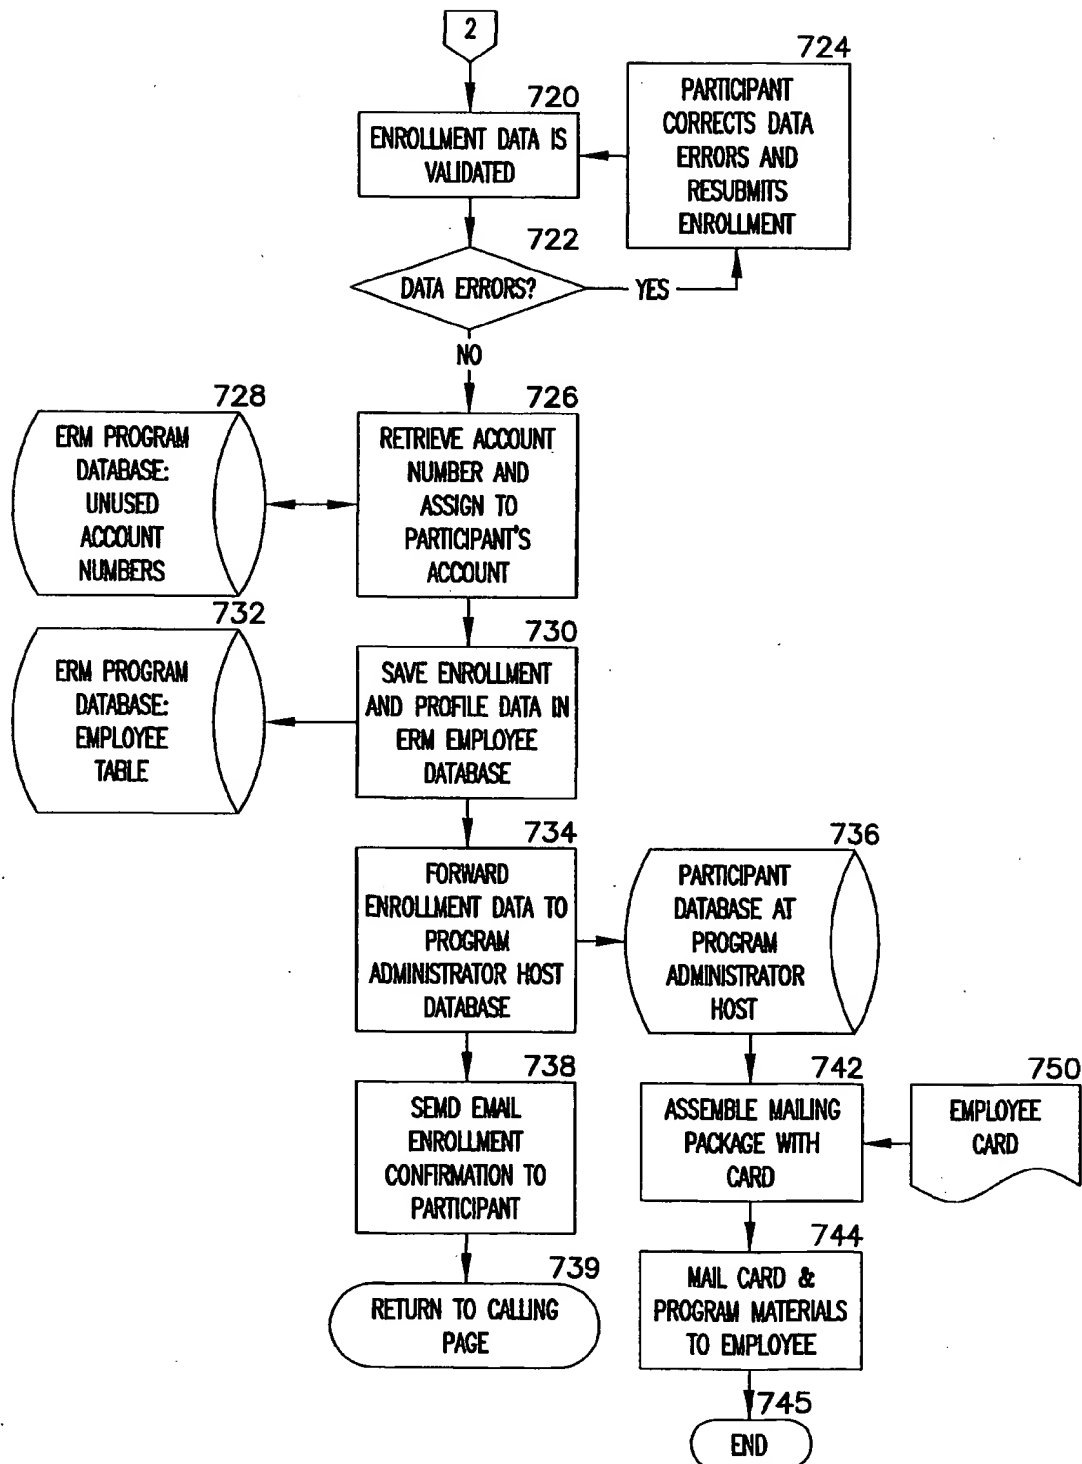 2
724
PARTICIPANT
CORRECTS DATA
ERRORS AND
RESUBMITS
ENROLLMENT
720
ENROLLMENT DATA IS
VALIDATED
722
DATA ERRORS?
YES
NO
728
ERM PROGRAM
DATABASE:
UNUSED
ACCOUNT
NUMBERS
726
RETRIEVE ACCOUNT
NUMBER AND
ASSIGN TO
PARTICIPANT'S
ACCOUNT
732
ERM PROGRAM
DATABASE:
EMPLOYEE
TABLE
730
SAVE ENROLLMENT
AND PROFILE DATA IN
ERM EMPLOYEE
DATABASE
734
FORWARD
ENROLLMENT DATA TO
PROGRAM
ADMINISTRATOR HOST
DATABASE
736
PARTICIPANT
DATABASE AT
PROGRAM
ADMINISTRATOR
HOST
738
SEMD EMAIL
ENROLLMENT
CONFIRMATION TO
PARTICIPANT
742
ASSEMBLE MAILING
PACKAGE WITH
CARD
750
EMPLOYEE
CARD
739
RETURN TO CALLING
PAGE
744
MAIL CARD &
PROGRAM MATERIALS
TO EMPLOYEE
745
END